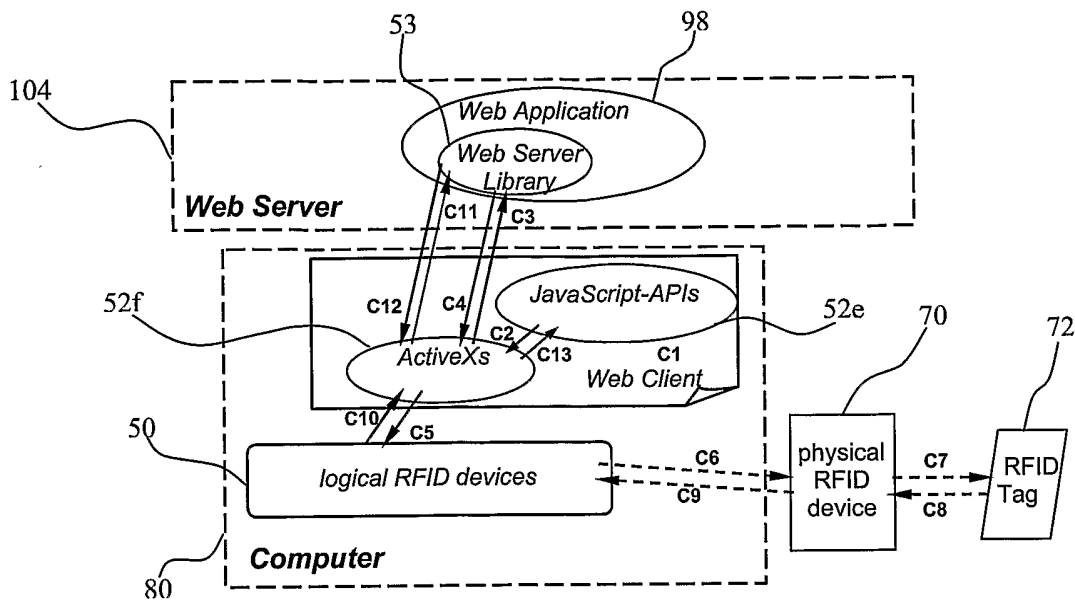 53
98
104
Web Application
Web Server
Library
Web Server
C11
C3
52f
C12
C4
JavaScript-APIs
52e
C2
C13
C1
ActiveXs
Web Client
70
72
50
C10
C5
logical RFID devices
C6
C9
physical
RFID
device
C7
C8
RFID
Tag
Computer
80